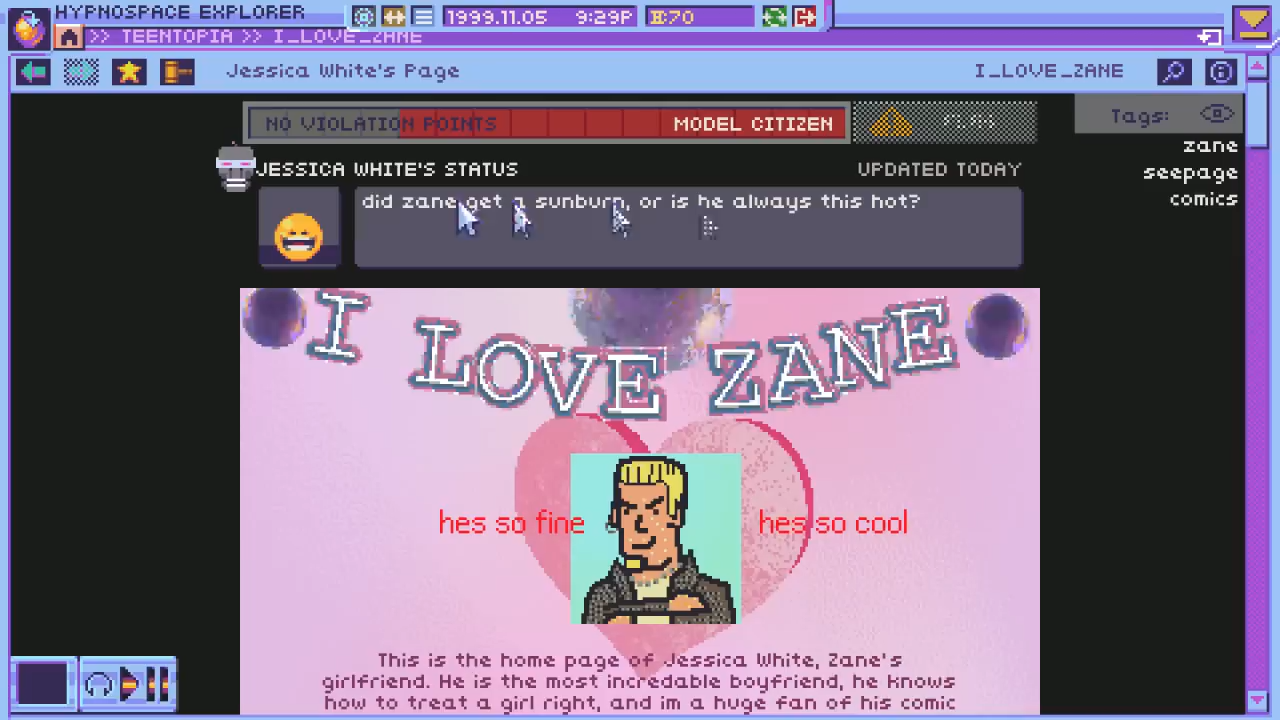 HYPNOSPACE EXPLORER
1999.11.05 9:29P
:70
>> TEENTOPIA >> I_LOVE_ZANE
Jessica White's Page
I_LOVE_ZANE
NO VIOLATION POINTS
MODEL CITIZEN
Tags:
zane
seepage
comics
JESSICA WHITE'S STATUS
UPDATED TODAY
did zane get a sunburn, or is he always this hot?
I LOVE ZANE
hes so fine
hes so cool
This is the home page of Jessica White, Zane's
girlfriend. He is the most incredable boyfriend, he knows
how to treat a girl right, and im a huge fan of his comic